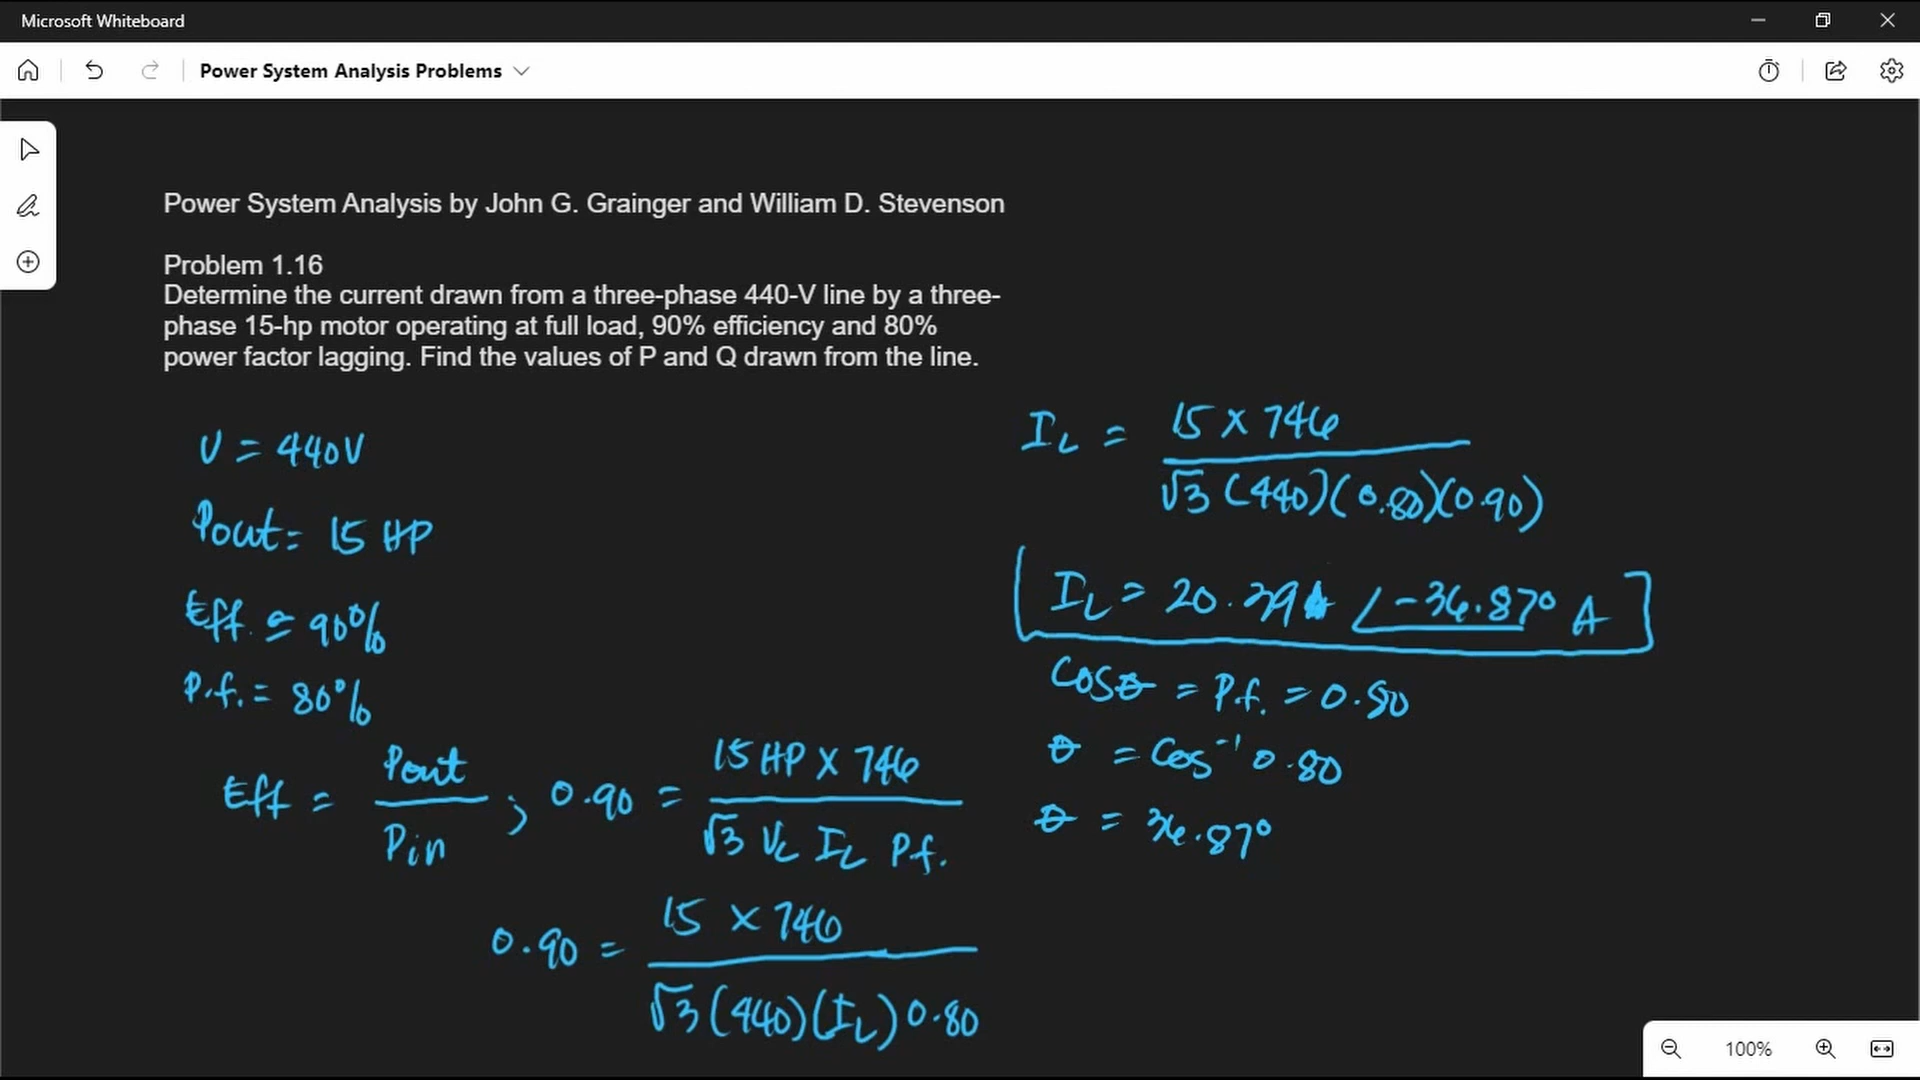 Microsoft Whiteboard
Power System Analysis Problems
Power System Analysis by John G. Grainger and William D. Stevenson
Problem 1.16
Determine the current drawn from a three-phase 440-V line by a three-
phase 15-hp motor operating at full load, 90% efficiency and 80%
power factor lagging. Find the values of P and Q drawn from the line.
V = 440V
Pout = 15 HP
Eff. = 90%
P.f. = 80%
Eff = Pout / Pin ; 0.90 = 15 HP X 746 / √3 VL IL P.f.
0.90 = 15 X 746 / √3 (440)(IL) 0.80
IL = 15 X 746 / √3 (440)(0.80)(0.90)
[IL = 20.39 ∠-36.87° A]
Cosθ = P.f. = 0.80
θ = Cos⁻¹ 0.80
θ = 36.87°
100%